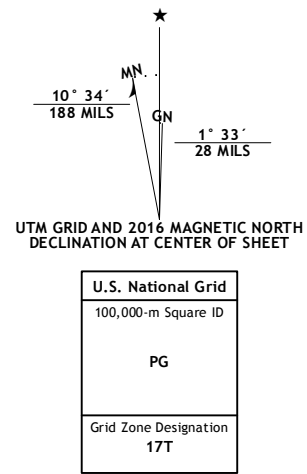 ★
MN
10° 34´
188 MILS
GN
1° 33´
28 MILS
UTM GRID AND 2016 MAGNETIC NORTH
DECLINATION AT CENTER OF SHEET
U.S. National Grid
100,000-m Square ID
PG
Grid Zone Designation
17T